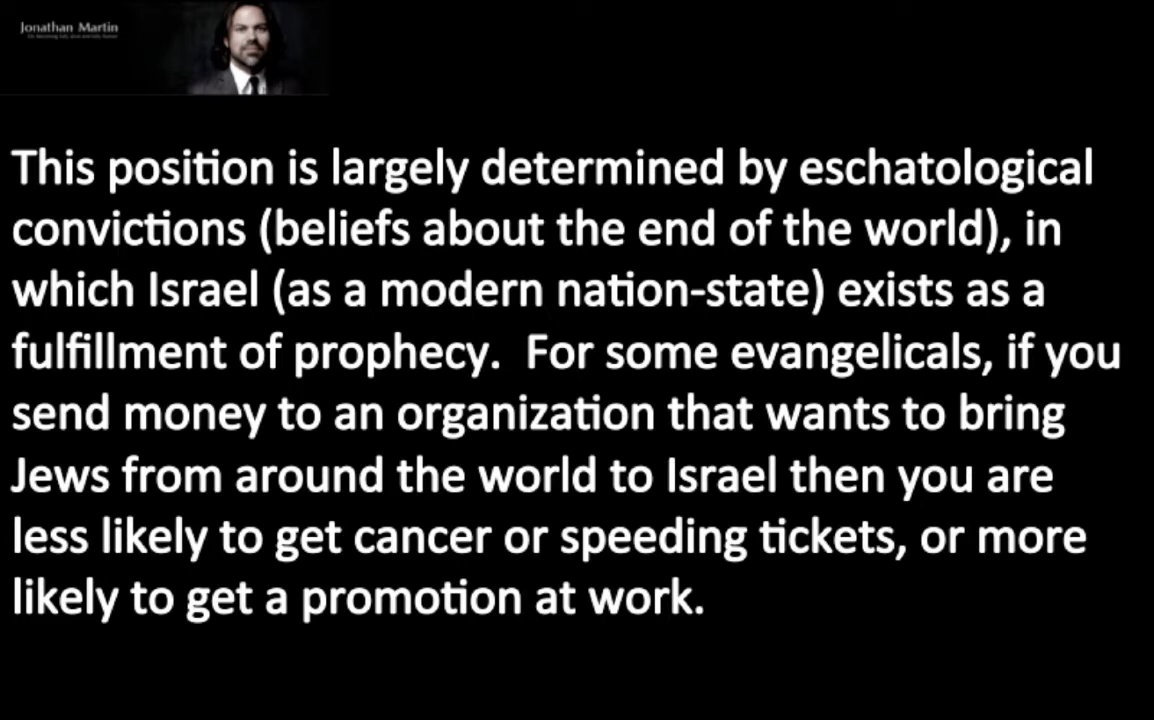 Jonathan Martin
This position is largely determined by eschatological
convictions (beliefs about the end of the world), in
which Israel (as a modern nation-state) exists as a
fulfillment of prophecy.  For some evangelicals, if you
send money to an organization that wants to bring
Jews from around the world to Israel then you are
less likely to get cancer or speeding tickets, or more
likely to get a promotion at work.